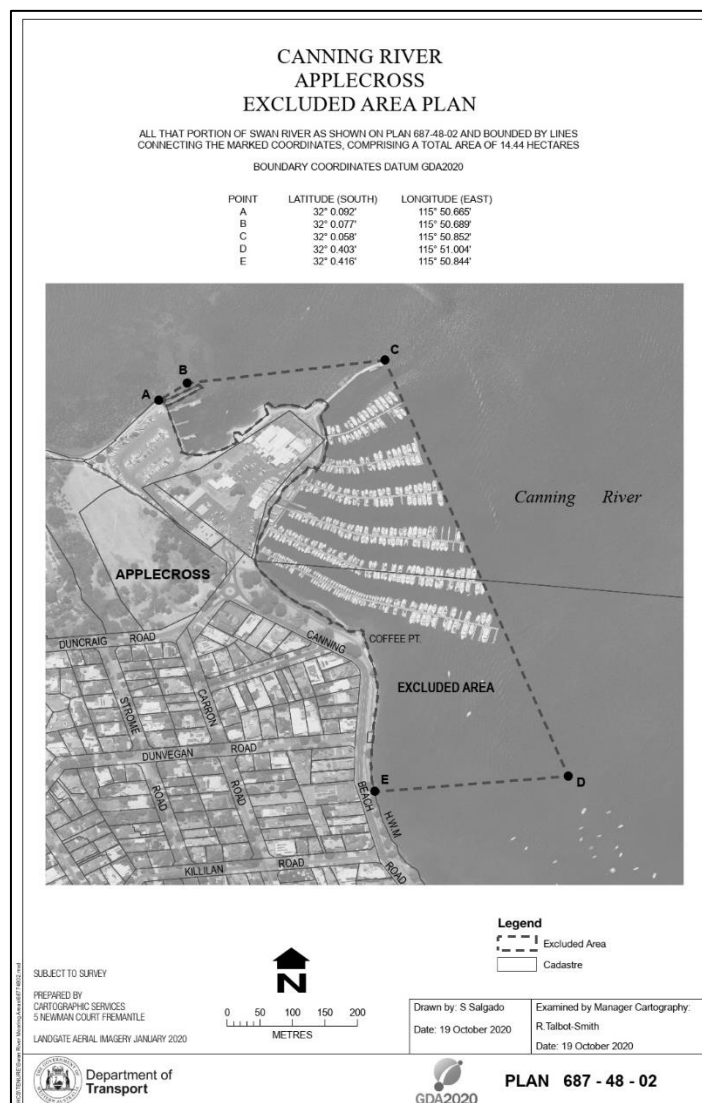 CANNING RIVER
APPLECROSS
EXCLUDED AREA PLAN
ALL THAT PORTION OF SWAN RIVER AS SHOWN ON PLAN 687-48-02 AND BOUNDED BY LINES
CONNECTING THE MARKED COORDINATES, COMPRISING A TOTAL AREA OF 14.44 HECTARES
BOUNDARY COORDINATES DATUM GDA2020
POINT LATITUDE (SOUTH) LONGITUDE (EAST)
A 32° 0.092' 115° 50.665'
B 32° 0.077' 115° 50.689'
C 32° 0.058' 115° 50.852'
D 32° 0.403' 115° 51.004'
E 32° 0.416' 115° 50.844'
C
B
A
Canning River
APPLECROSS
COFFEE PT.
CANNING
DUNCRAIG ROAD
EXCLUDED AREA
STROME
CARRON
DUNVEGAN ROAD
ROAD
ROAD
BEACH
E
D
H.W.M.
KILLILAN ROAD
ROAD
Legend
Excluded Area
Cadastre
SUBJECT TO SURVEY
PREPARED BY
CARTOGRAPHIC SERVICES
5 NEWMAN COURT FREMANTLE
LANDGATE AERIAL IMAGERY JANUARY 2020
N
0 50 100 200
METRES
Drawn by: S Salgado
Date: 19 October 2020
Examined by Manager Cartography:
R.Talbot-Smith
Date: 19 October 2020
Department of
Transport
GDA2020
PLAN 687 - 48 - 02